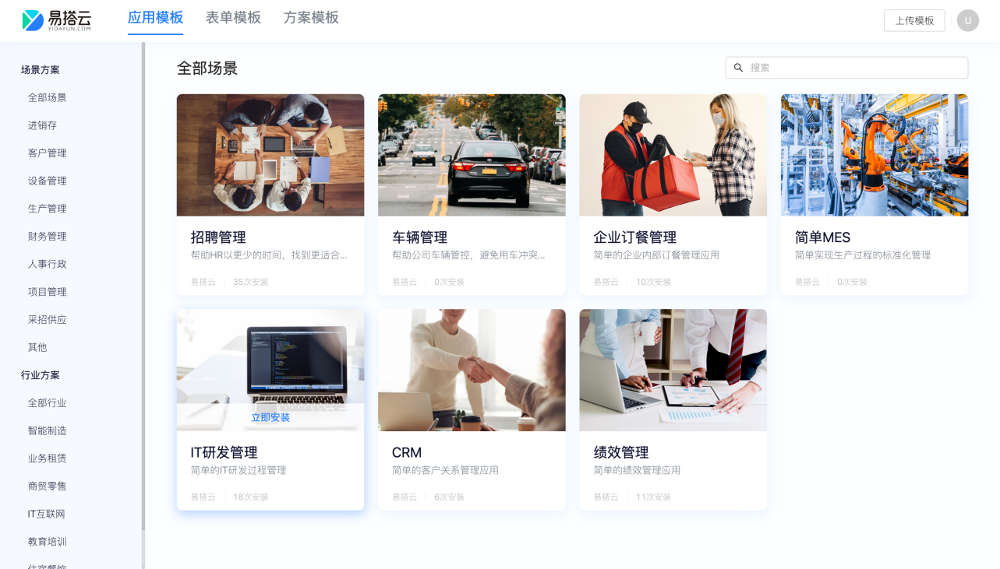 易搭云
YIDAYUN.COM
应用模板 表单模板 方案模板
上传模板
U
场景方案
全部场景
进销存
客户管理
设备管理
生产管理
财务管理
人事行政
项目管理
采招供应
其他
行业方案
全部行业
智能制造
业务租赁
商贸零售
IT互联网
教育培训
住宿餐饮
全部场景
搜索
招聘管理
帮助HR以更少的时间，找到更适合...
易搭云 35次安装
车辆管理
帮助公司车辆管控，避免用车冲突...
易搭云 0次安装
企业订餐管理
简单的企业内部订餐管理应用
易搭云 10次安装
简单MES
简单实现生产过程的标准化管理
易搭云 0次安装
立即安装
IT研发管理
简单的IT研发过程管理
易搭云 18次安装
CRM
简单的客户关系管理应用
易搭云 6次安装
绩效管理
简单的绩效管理应用
易搭云 11次安装